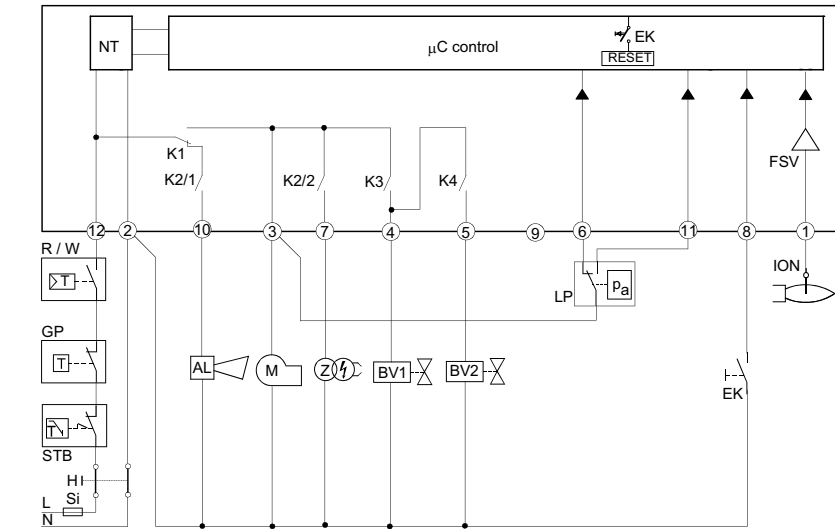 NT
μC control
EK
RESET
FSV
K1
K2/1
K2/2
K3
K4
12
2
10
3
7
4
5
9
6
11
8
1
R / W
T
LP
pa
ION
GP
T
AL
M
Z
BV1
BV2
EK
T
STB
H
Si
L
N